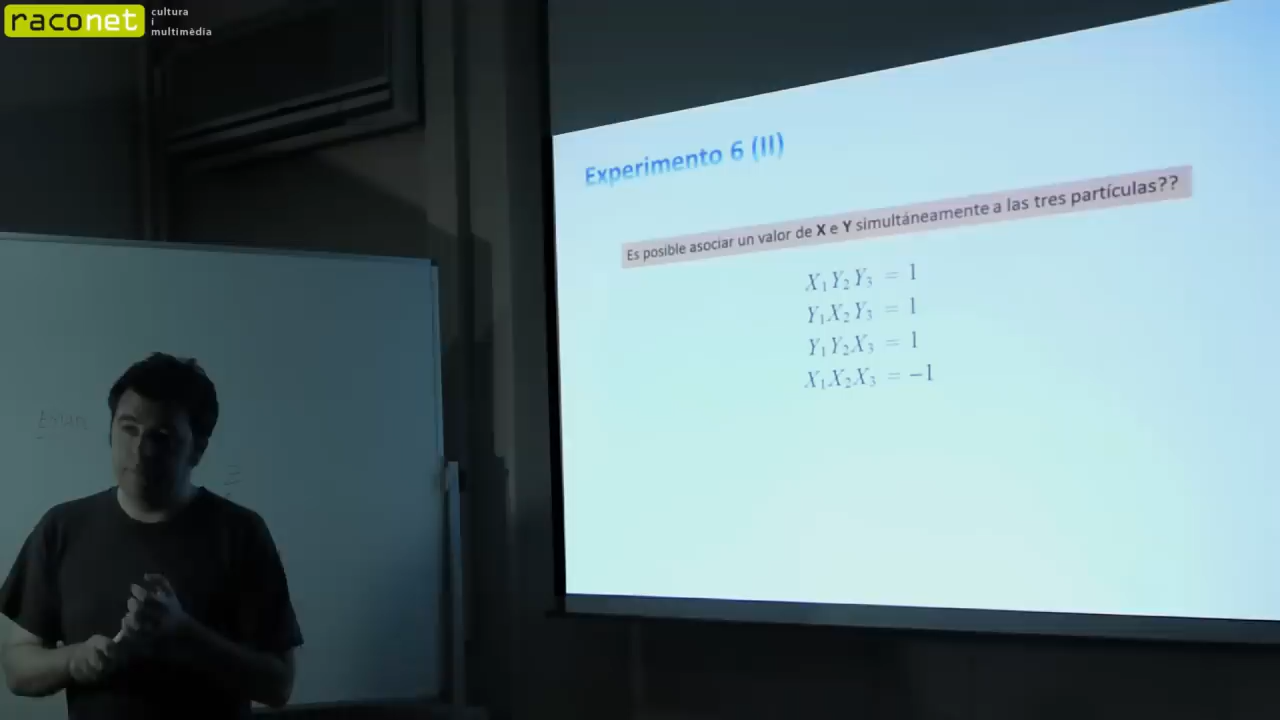 raconet
cultura
i
multimèdia
Experimento 6 (II)
Es posible asociar un valor de X e Y simultáneamente a las tres partículas??
X₁Y₂Y₃ = 1
Y₁X₂Y₃ = 1
Y₁Y₂X₃ = 1
X₁X₂X₃ = −1